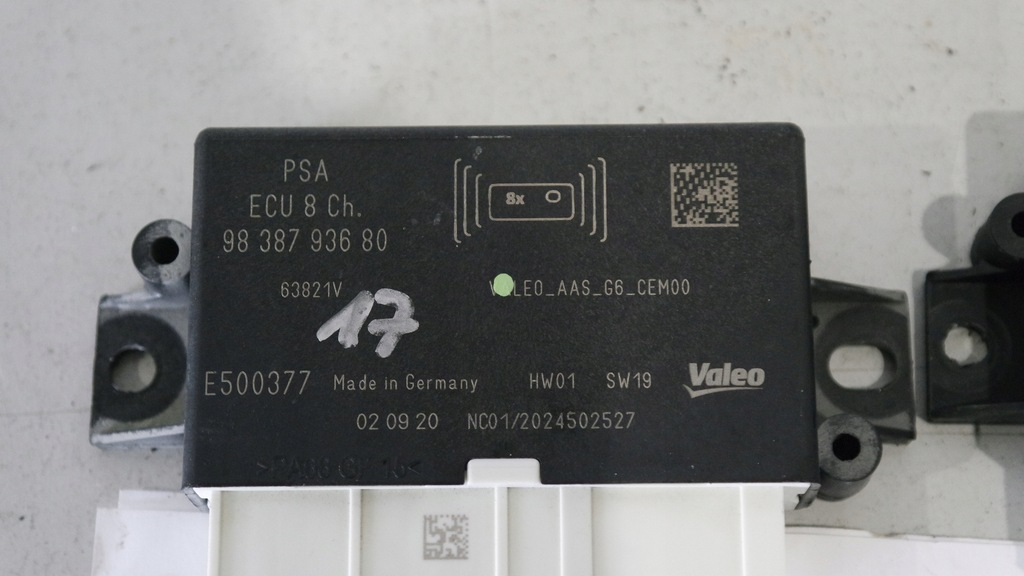 PSA
ECU 8 Ch.
98 387 936 80
8x
63821V
VALEO_AAS_G6_CEM00
17
E500377 Made in Germany HW01 SW19 Valeo
02 09 20 NC01/2024502527